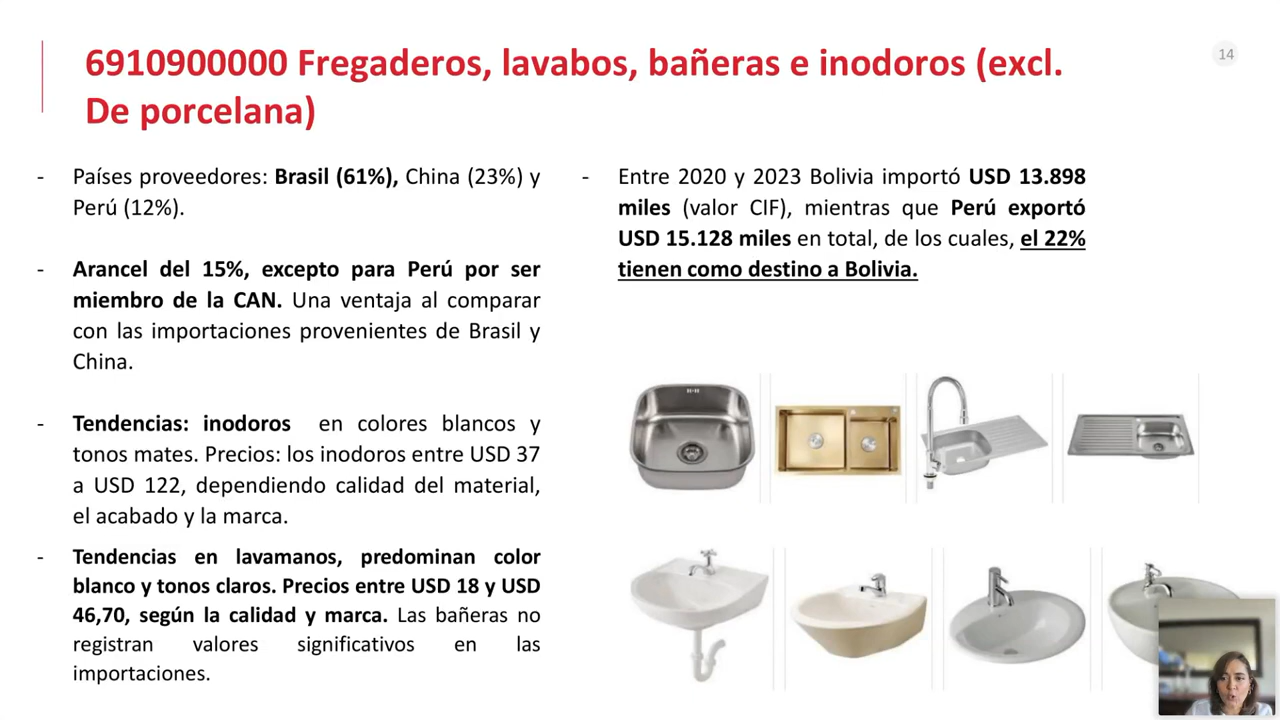 6910900000 Fregaderos, lavabos, bañeras e inodoros (excl.
De porcelana)
14
- Países proveedores: Brasil (61%), China (23%) y
Perú (12%).
- Arancel del 15%, excepto para Perú por ser
miembro de la CAN. Una ventaja al comparar
con las importaciones provenientes de Brasil y
China.
- Tendencias: inodoros en colores blancos y
tonos mates. Precios: los inodoros entre USD 37
a USD 122, dependiendo calidad del material,
el acabado y la marca.
- Tendencias en lavamanos, predominan color
blanco y tonos claros. Precios entre USD 18 y USD
46,70, según la calidad y marca. Las bañeras no
registran valores significativos en las
importaciones.
- Entre 2020 y 2023 Bolivia importó USD 13.898
miles (valor CIF), mientras que Perú exportó
USD 15.128 miles en total, de los cuales, el 22%
tienen como destino a Bolivia.